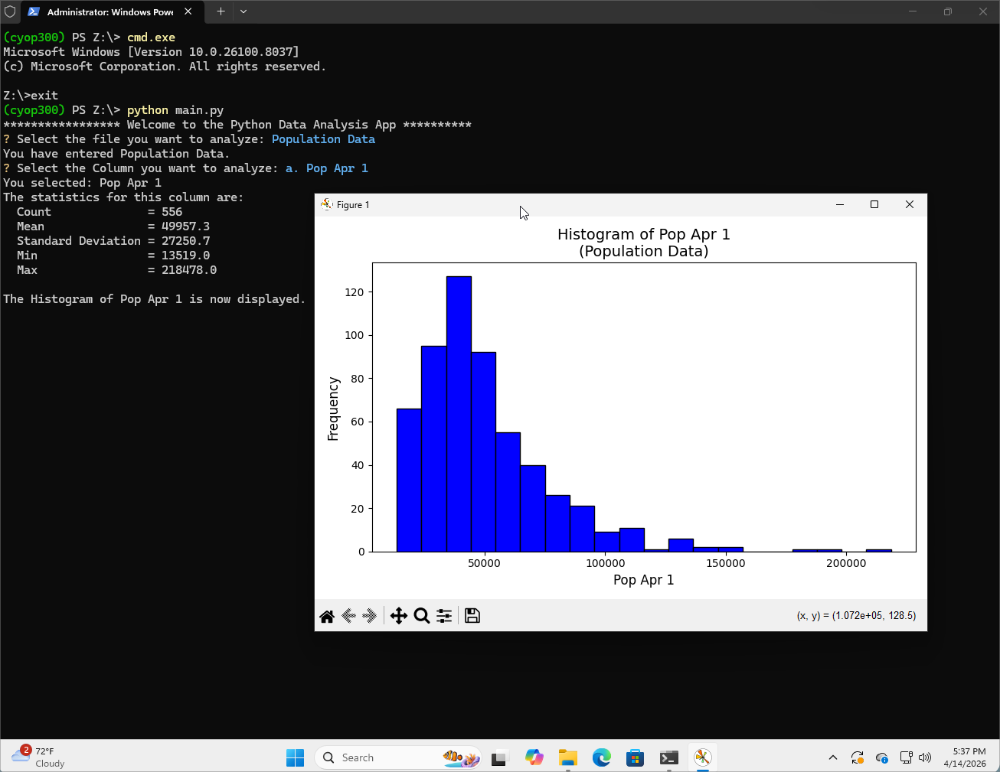 Administrator: Windows Powe
(cyop300) PS Z:\> cmd.exe
Microsoft Windows [Version 10.0.26100.8037]
(c) Microsoft Corporation. All rights reserved.
Z:\>exit
(cyop300) PS Z:\> python main.py
***************** Welcome to the Python Data Analysis App **********
? Select the file you want to analyze: Population Data
You have entered Population Data.
? Select the Column you want to analyze: a. Pop Apr 1
You selected: Pop Apr 1
The statistics for this column are:
Count = 556
Mean = 49957.3
Standard Deviation = 27250.7
Min = 13519.0
Max = 218478.0
The Histogram of Pop Apr 1 is now displayed.
Figure 1
Histogram of Pop Apr 1
(Population Data)
Frequency
120
100
80
60
40
20
0
50000 100000 150000 200000
Pop Apr 1
(x, y) = (1.072e+05, 128.5)
2
72°F
Cloudy
Search
5:37 PM
4/14/2026